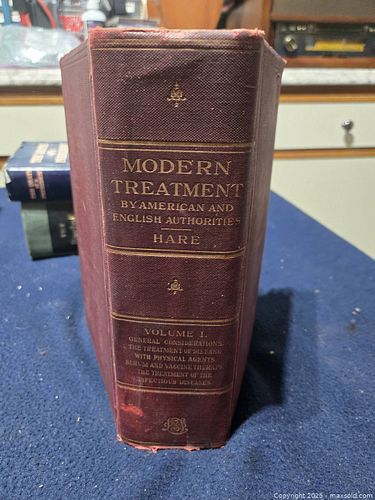 MODERN
TREATMENT
BY AMERICAN AND
ENGLISH AUTHORITIES
HARE
VOLUME I.
GENERAL CONSIDERATIONS.
THE TREATMENT OF DISEASE
WITH PHYSICAL AGENTS.
SERUM AND VACCINE THERAPY.
THE TREATMENT OF THE
INFECTIOUS DISEASES.
Copyright 2025 - maxsold.com